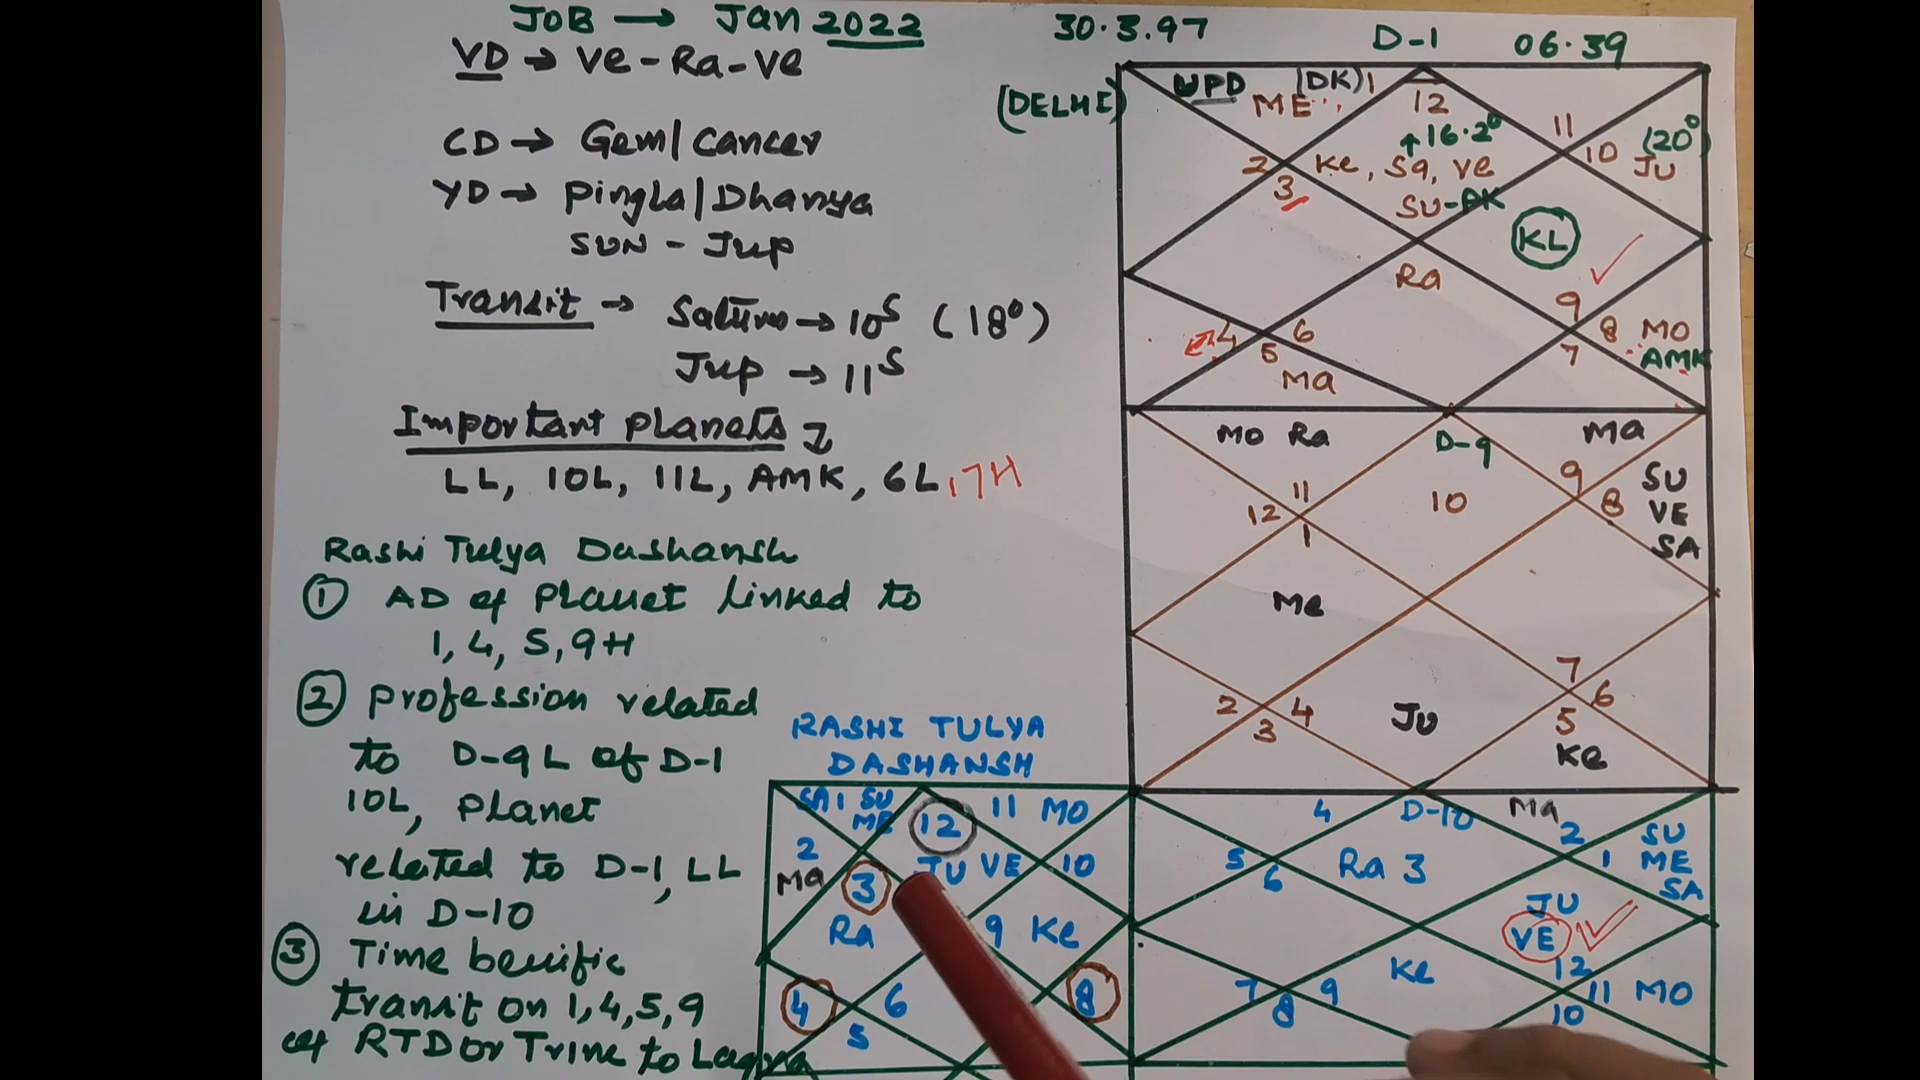 JOB → Jan 2022
VD → Ve-Ra-Ve
CD → Gem/Cancer
YD → Pingla/Dhanya
SUN - Jup
Transit → Saturn → 10S (18°)
Jup → 11S
Important planets
LL, 10L, 11L, AMK, 6L, 7H
Rashi Tulya Dashansh
① AD of Planet linked to
1, 4, 5, 9H
② Profession related
to D-9L of D-1
10L, Planet
related to D-1, LL
in D-10
③ Time benific
transit on 1,4,5,9
of RTD or Trine to Lagna
30.3.97 D-1 06.39
(DELHI)
UPD (DK) 1
ME
12
↑16.2°
11
(20°)
10 JU
2
3
Ke, Sa, Ve
SU-AK
KL
Ra
9
4
6
5
Ma
8 MO
AMK
7
Mo Ra
D-9
Ma
11
12
1
10
9
8
SU
VE
SA
Me
2
4
3
Ju
7
6
5
Ke
RASHI TULYA
DASHANSH
SA 1 SU
ME
12
11 MO
2
Ma
3
JU VE
10
Ra
9 Ke
4
6
5
8
4
D-10
Ma
2
SU
ME
SA
1
5
6
Ra 3
JU
VE
Ke
12
11 MO
10
7
9
8